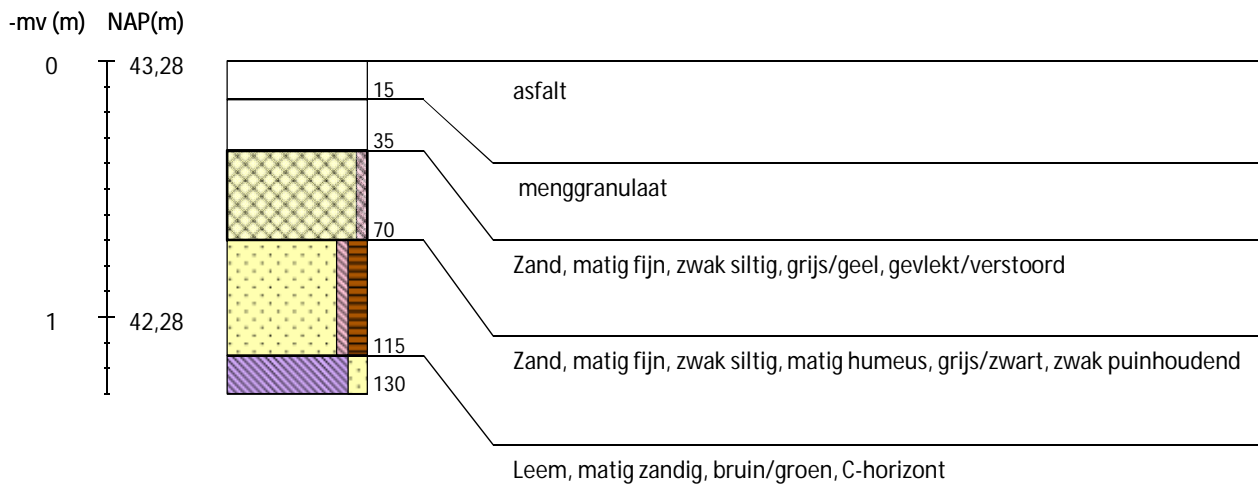 -mv (m) NAP(m)
0 43,28
15 asfalt
35
menggranulaat
70
Zand, matig fijn, zwak siltig, grijs/geel, gevlekt/verstoord
1 42,28
115
Zand, matig fijn, zwak siltig, matig humeus, grijs/zwart, zwak puinhoudend
130
Leem, matig zandig, bruin/groen, C-horizont